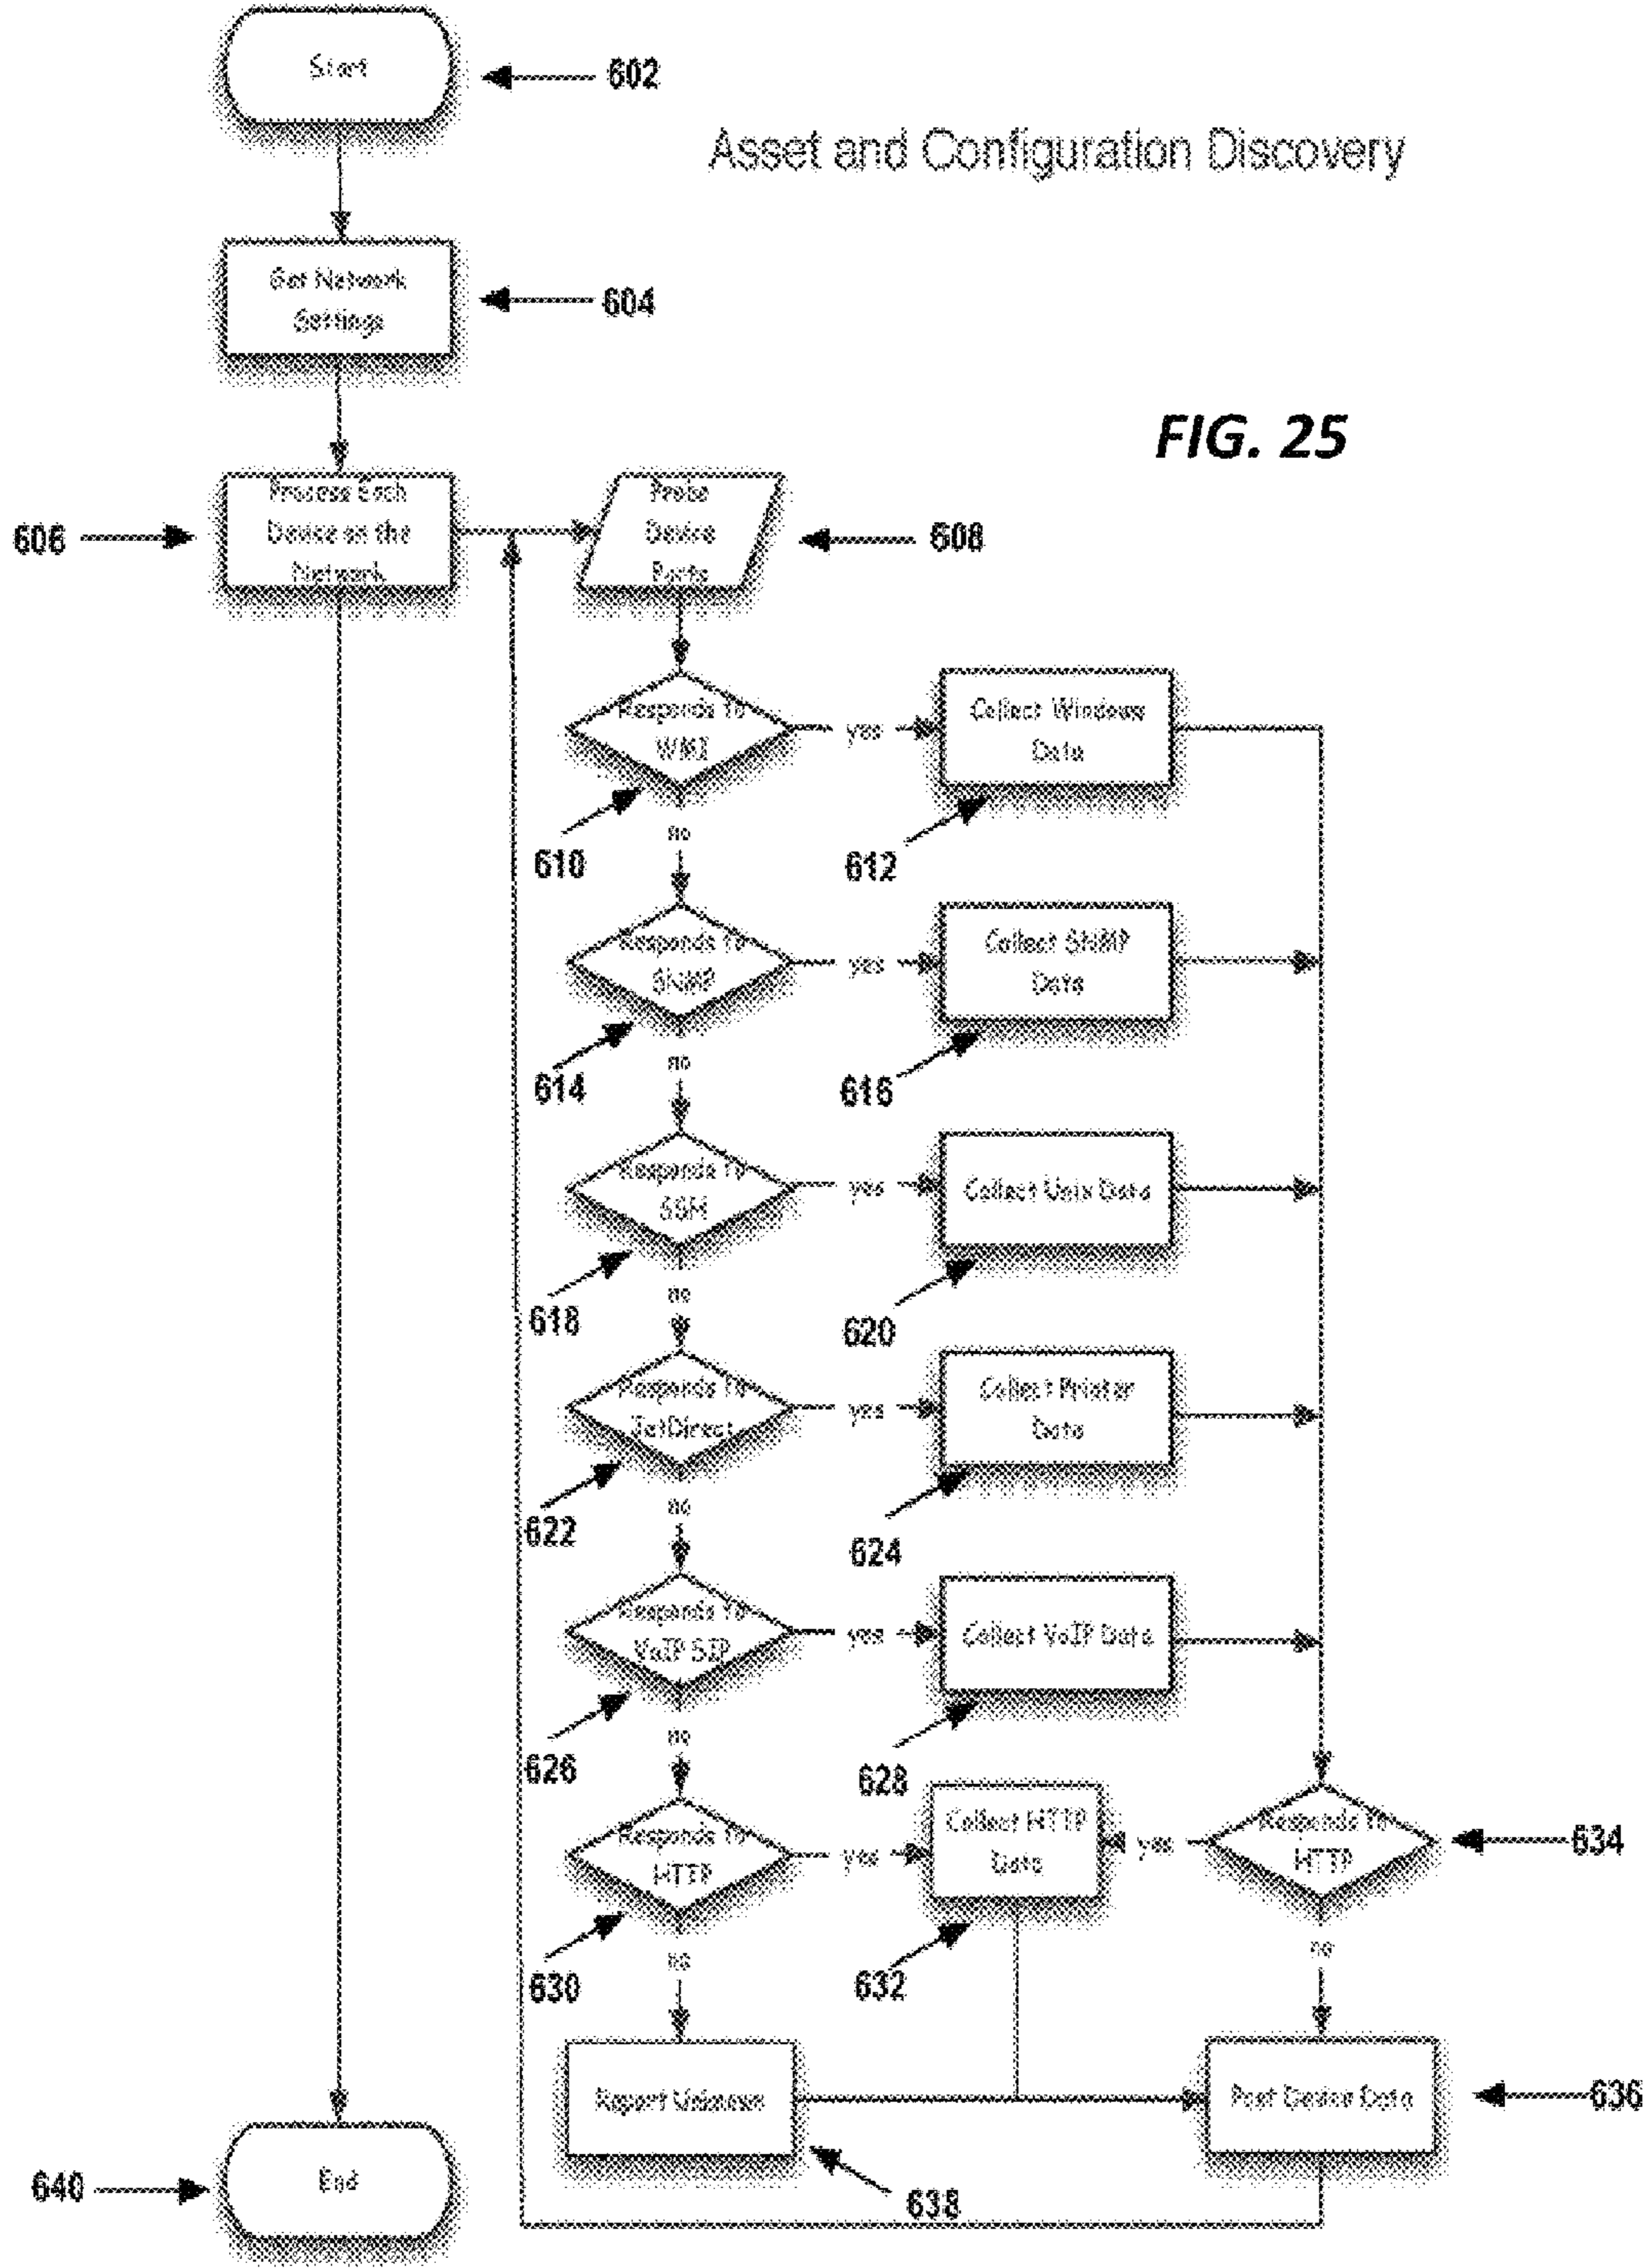 Start
602
Asset and Configuration Discovery
Get Network
Settings
604
FIG. 25
606
Process Each
Device on the
Network
Probe
Device
Ports
608
Responds To
WMI
yes
Collect Windows
Data
610
no
612
Responds To
SNMP
yes
Collect SNMP
Data
614
no
616
Responds To
SSH
yes
Collect Unix Data
618
no
620
Responds To
JetDirect
yes
Collect Printer
Data
622
no
624
Responds To
VoIP SIP
yes
Collect VoIP Data
626
no
628
Responds To
HTTP
yes
Collect HTTP
Data
yes
Responds To
HTTP
634
630
no
632
no
Report Unknown
Post Device Data
636
638
640
End